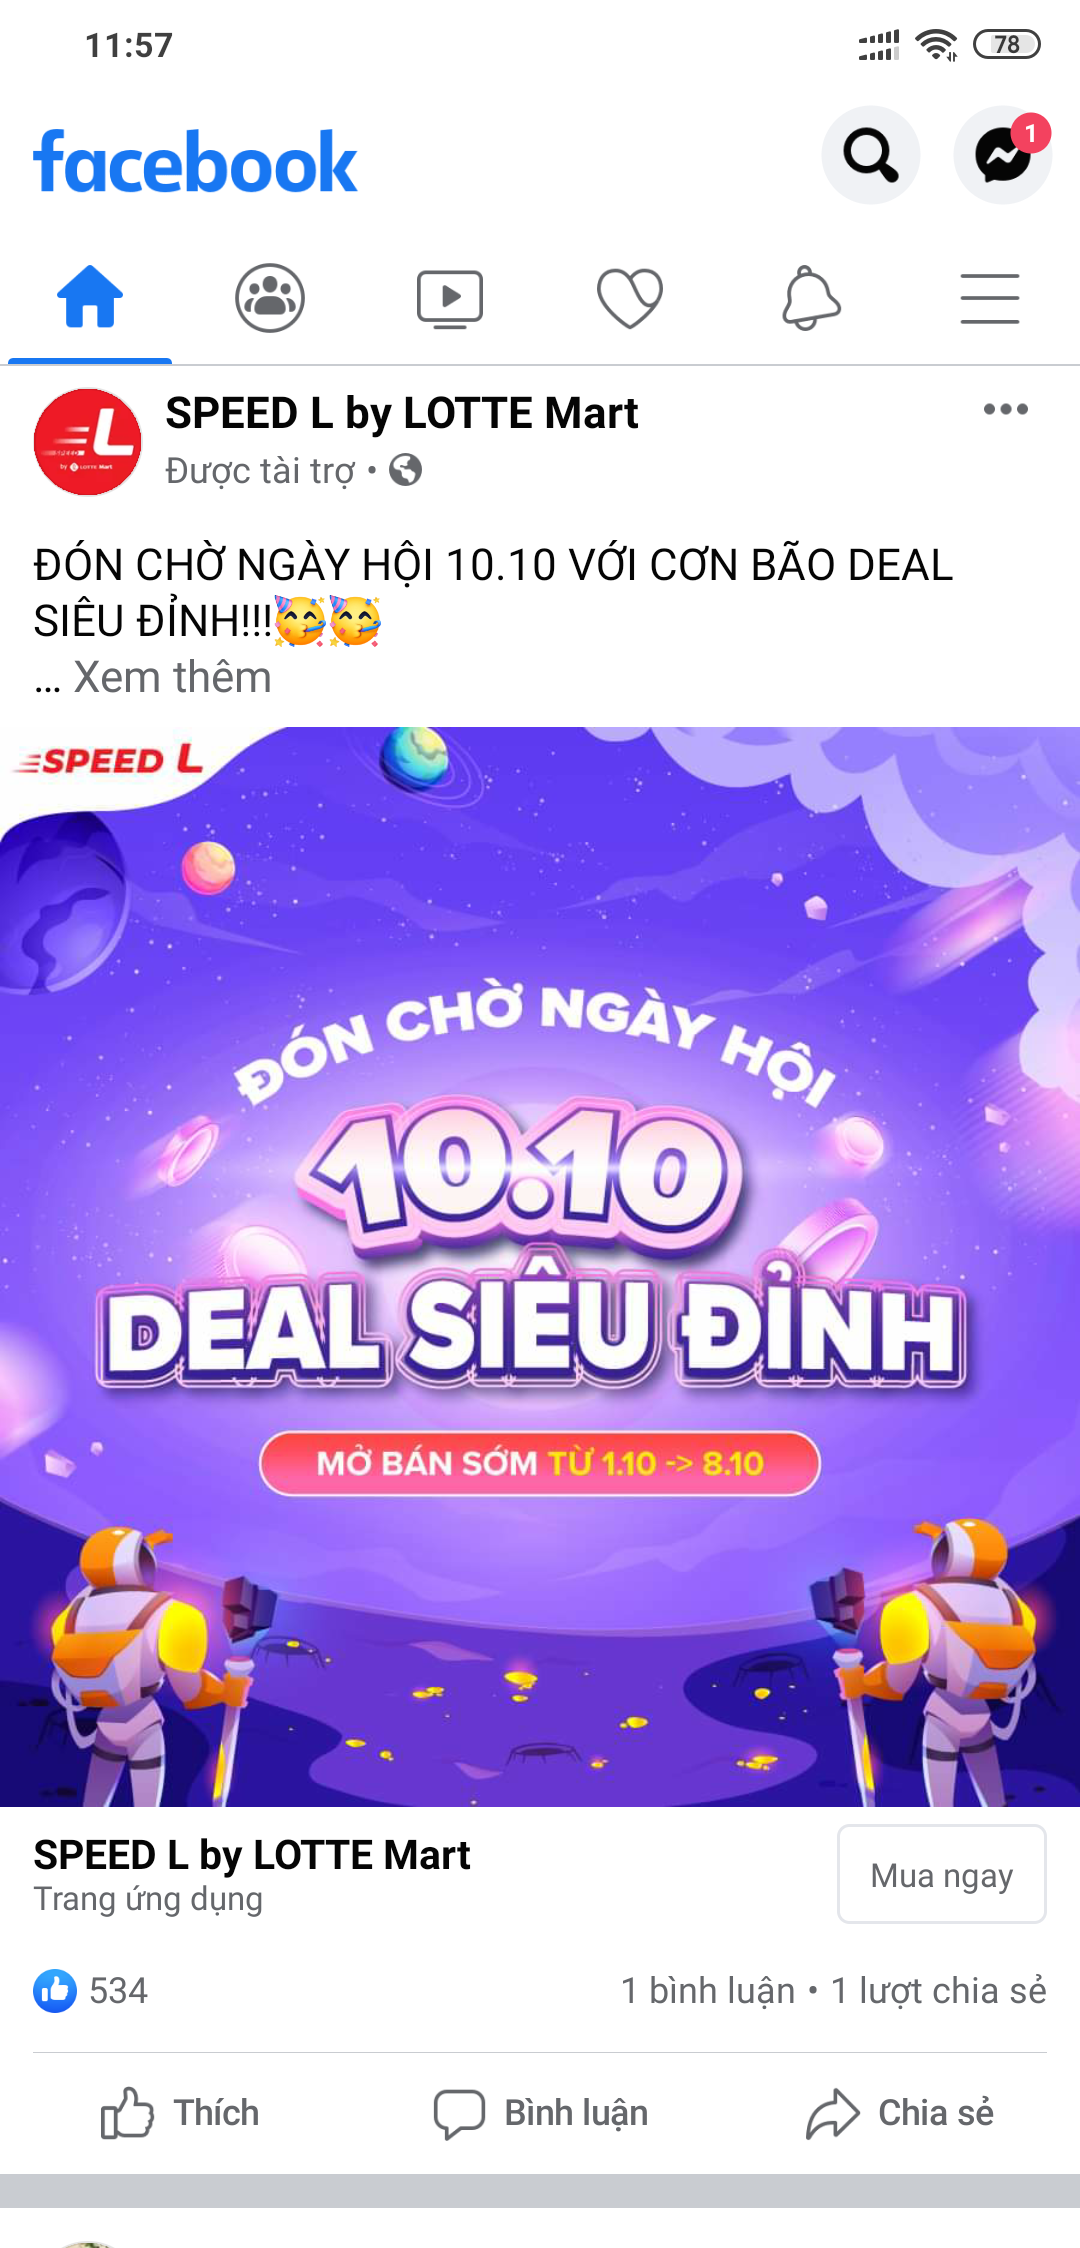 11:57
78
facebook
1
SPEED L by LOTTE Mart
Được tài trợ •
ĐÓN CHỜ NGÀY HỘI 10.10 VỚI CƠN BÃO DEAL
SIÊU ĐỈNH!!!🥳🥳
... Xem thêm
SPEED L
ĐÓN CHỜ NGÀY HỘI
10.10
DEAL SIÊU ĐỈNH
MỞ BÁN SỚM TỪ 1.10 -> 8.10
SPEED L by LOTTE Mart
Trang ứng dụng
Mua ngay
534
1 bình luận • 1 lượt chia sẻ
Thích
Bình luận
Chia sẻ